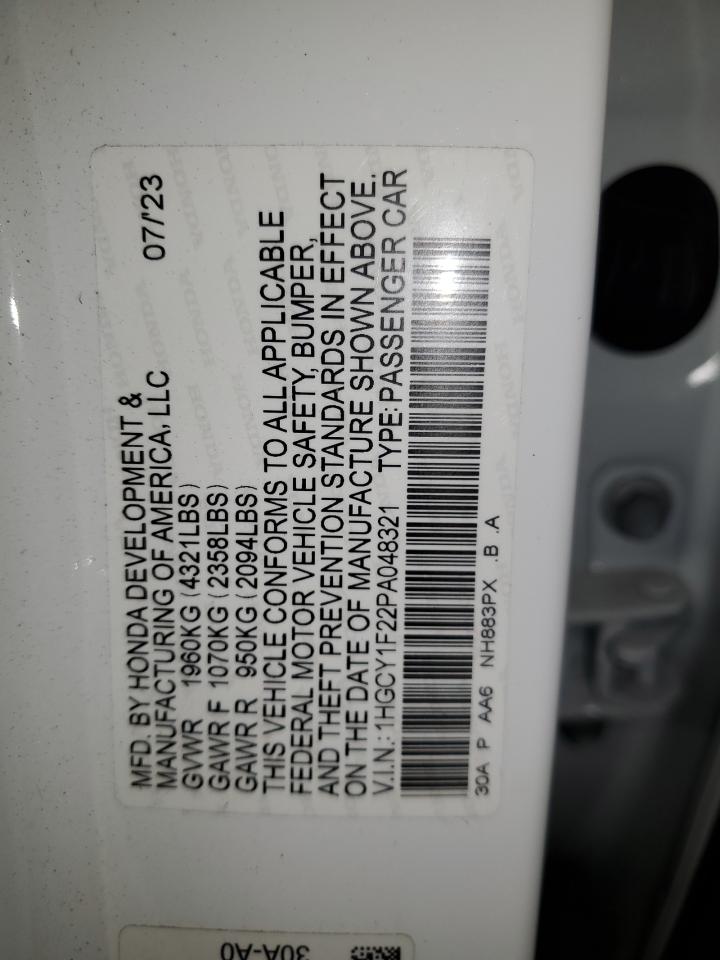 MFD. BY HONDA DEVELOPMENT &
MANUFACTURING OF AMERICA, LLC 07/'23
GVWR 1960KG (4321LBS)
GAWR F 1070KG (2358LBS)
GAWR R 950KG (2094LBS)
THIS VEHICLE CONFORMS TO ALL APPLICABLE
FEDERAL MOTOR VEHICLE SAFETY, BUMPER,
AND THEFT PREVENTION STANDARDS IN EFFECT
ON THE DATE OF MANUFACTURE SHOWN ABOVE.
V.I.N.: 1HGCY1F22PA048321 TYPE: PASSENGER CAR
30A P AA6 NH883PX .B .A
30A-A0